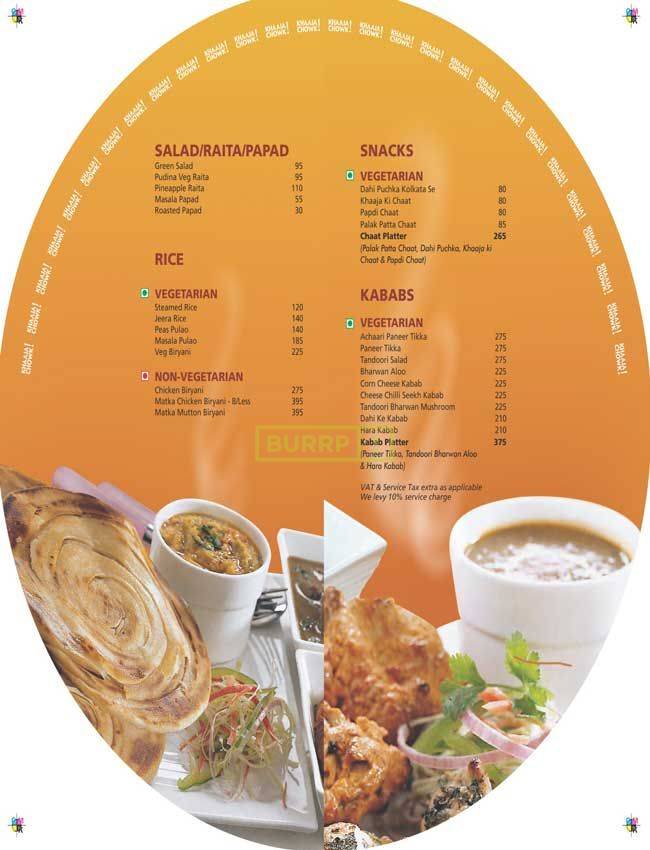 KHAAJA CHOWK!
SALAD/RAITA/PAPAD
Green Salad 95
Pudina Veg Raita 95
Pineapple Raita 110
Masala Papad 55
Roasted Papad 30
RICE
VEGETARIAN
Steamed Rice 120
Jeera Rice 140
Peas Pulao 140
Masala Pulao 185
Veg Biryani 225
NON-VEGETARIAN
Chicken Biryani 275
Matka Chicken Biryani - B/Less 395
Matka Mutton Biryani 395
SNACKS
VEGETARIAN
Dahi Puchka Kolkata Se 80
Khaaja Ki Chaat 80
Papdi Chaat 80
Palak Patta Chaat 85
Chaat Platter 265
(Palak Patta Chaat, Dahi Puchka, Khaaja ki
Chaat & Papdi Chaat)
KABABS
VEGETARIAN
Achaari Paneer Tikka 275
Paneer Tikka 275
Tandoori Salad 275
Bharwan Aloo 225
Corn Cheese Kabab 225
Cheese Chilli Seekh Kabab 225
Tandoori Bharwan Mushroom 225
Dahi Ke Kabab 210
Hara Kabab 210
Kabab Platter 375
(Paneer Tikka, Tandoori Bharwan Aloo
& Hara Kabab)
VAT & Service Tax extra as applicable
We levy 10% service charge
BURRP